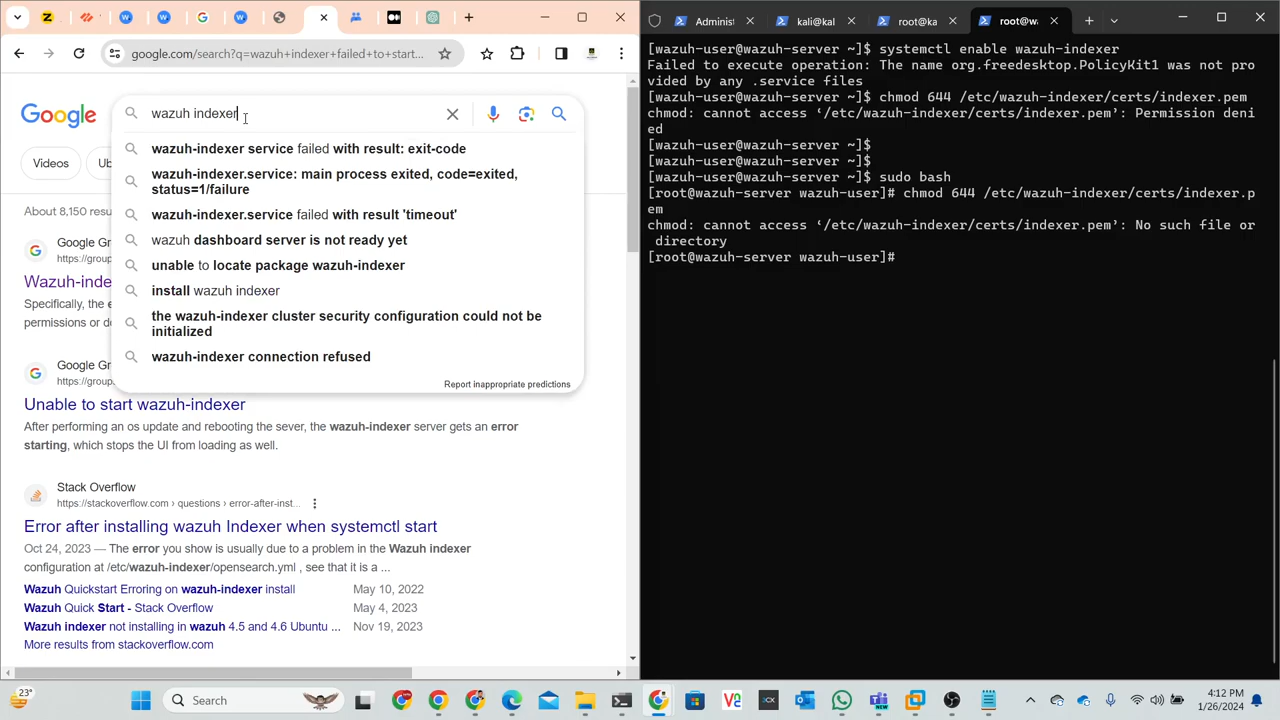 google.com/search?q=wazuh+indexer+failed+to+start...
Google
wazuh indexer
wazuh-indexer service failed with result: exit-code
wazuh-indexer.service: main process exited, code=exited,
status=1/failure
wazuh-indexer.service failed with result 'timeout'
wazuh dashboard server is not ready yet
unable to locate package wazuh-indexer
install wazuh indexer
the wazuh-indexer cluster security configuration could not be
initialized
wazuh-indexer connection refused
Report inappropriate predictions
Videos
Ub
About 8,150 resu
Google Gr
https://grou
Wazuh-inde
Specifically, the e
permissions or d
Google Gr
https://group
Unable to start wazuh-indexer
After performing an os update and rebooting the sever, the wazuh-indexer server gets an error
starting, which stops the UI from loading as well.
Stack Overflow
https://stackoverflow.com › questions › error-after-inst...
Error after installing wazuh Indexer when systemctl start
Oct 24, 2023 — The error you show is usually due to a problem in the Wazuh indexer
configuration at /etc/wazuh-indexer/opensearch.yml , see that it is a ...
Wazuh Quickstart Erroring on wazuh-indexer install May 10, 2022
Wazuh Quick Start - Stack Overflow May 4, 2023
Wazuh indexer not installing in wazuh 4.5 and 4.6 Ubuntu ... Nov 19, 2023
More results from stackoverflow.com
Adminis
kali@kal
root@ka
root@wa
[wazuh-user@wazuh-server ~]$ systemctl enable wazuh-indexer
Failed to execute operation: The name org.freedesktop.PolicyKit1 was not pro
vided by any .service files
[wazuh-user@wazuh-server ~]$ chmod 644 /etc/wazuh-indexer/certs/indexer.pem
chmod: cannot access ‘/etc/wazuh-indexer/certs/indexer.pem’: Permission deni
ed
[wazuh-user@wazuh-server ~]$
[wazuh-user@wazuh-server ~]$
[wazuh-user@wazuh-server ~]$ sudo bash
[root@wazuh-server wazuh-user]# chmod 644 /etc/wazuh-indexer/certs/indexer.p
em
chmod: cannot access ‘/etc/wazuh-indexer/certs/indexer.pem’: No such file or
directory
[root@wazuh-server wazuh-user]#
23°
Search
4:12 PM
1/26/2024